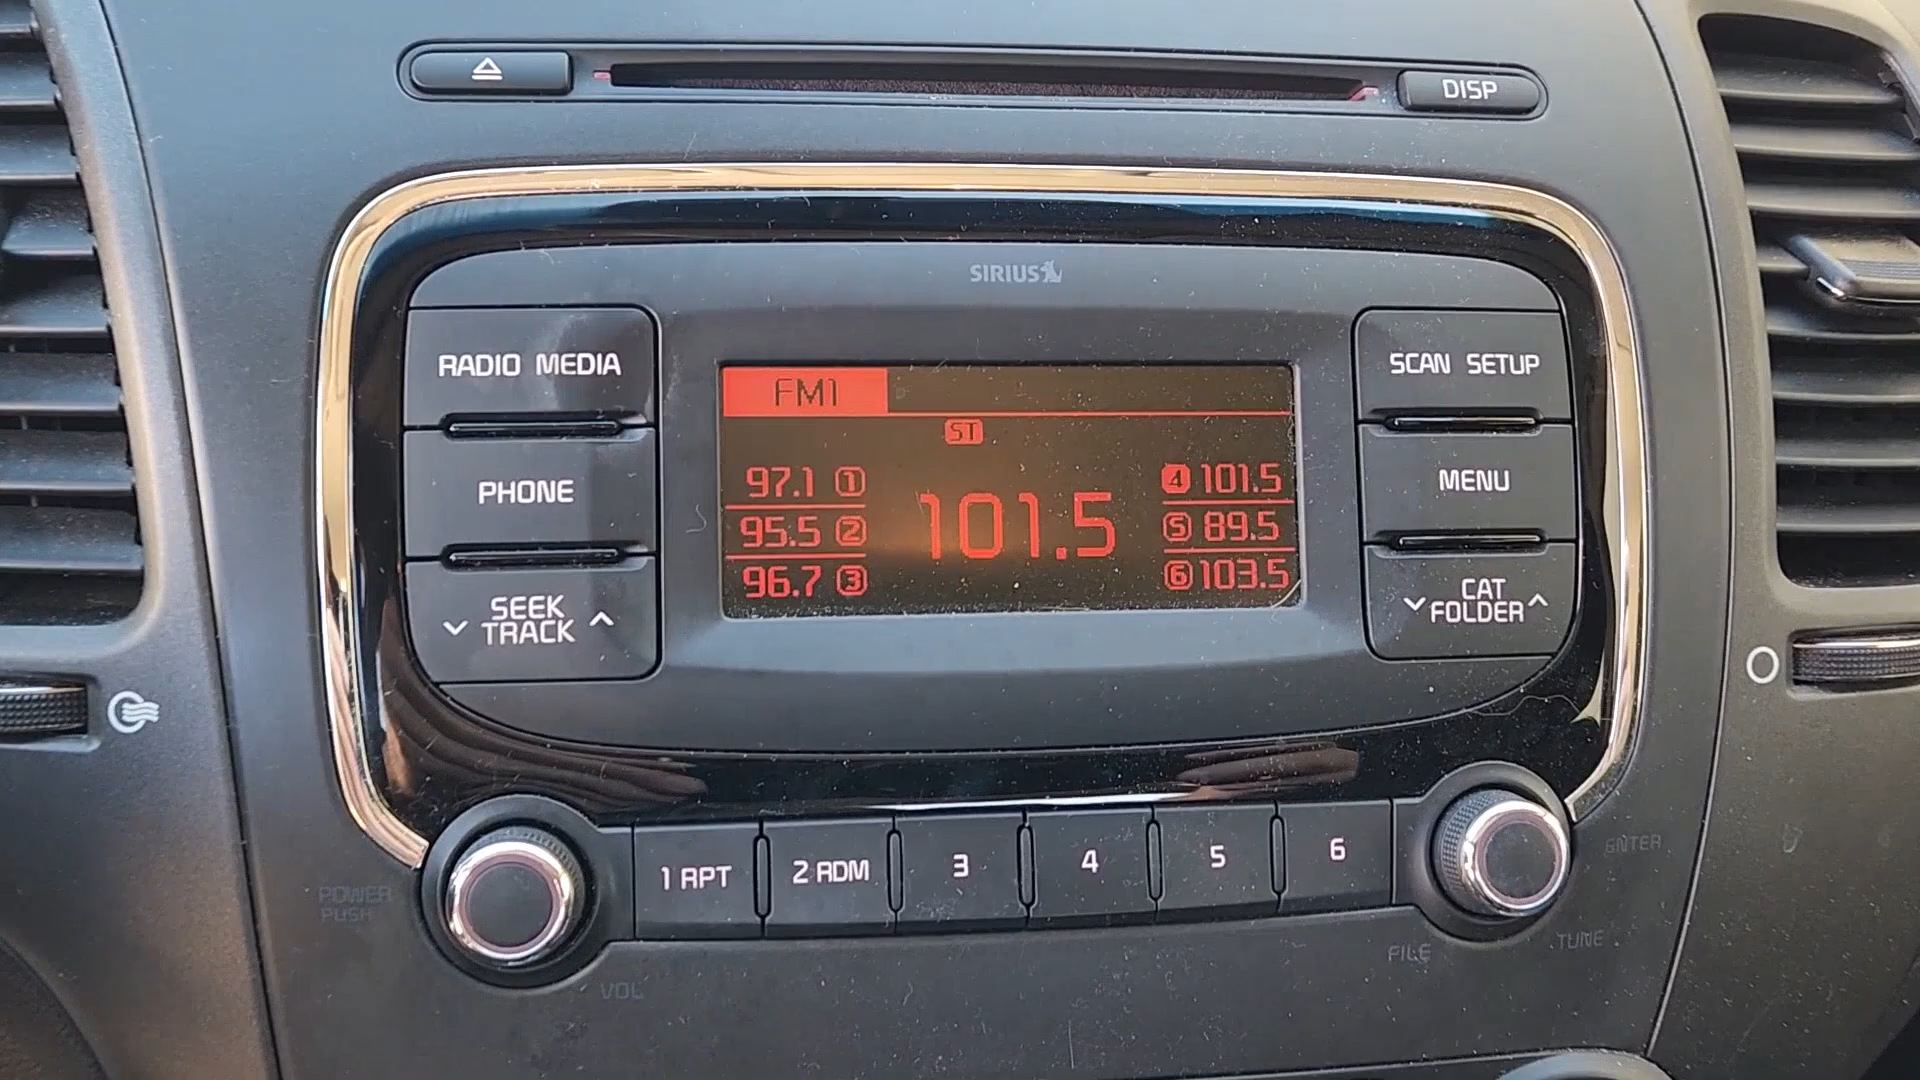 DISP
SIRIUS
RADIO MEDIA
SCAN SETUP
PHONE
MENU
SEEK
TRACK
CAT
FOLDER
FM1
ST
97.1 1
95.5 2
96.7 3
101.5
4 101.5
5 89.5
6 103.5
POWER
PUSH
VOL
1 RPT
2 RDM
3
4
5
6
ENTER
TUNE
FILE